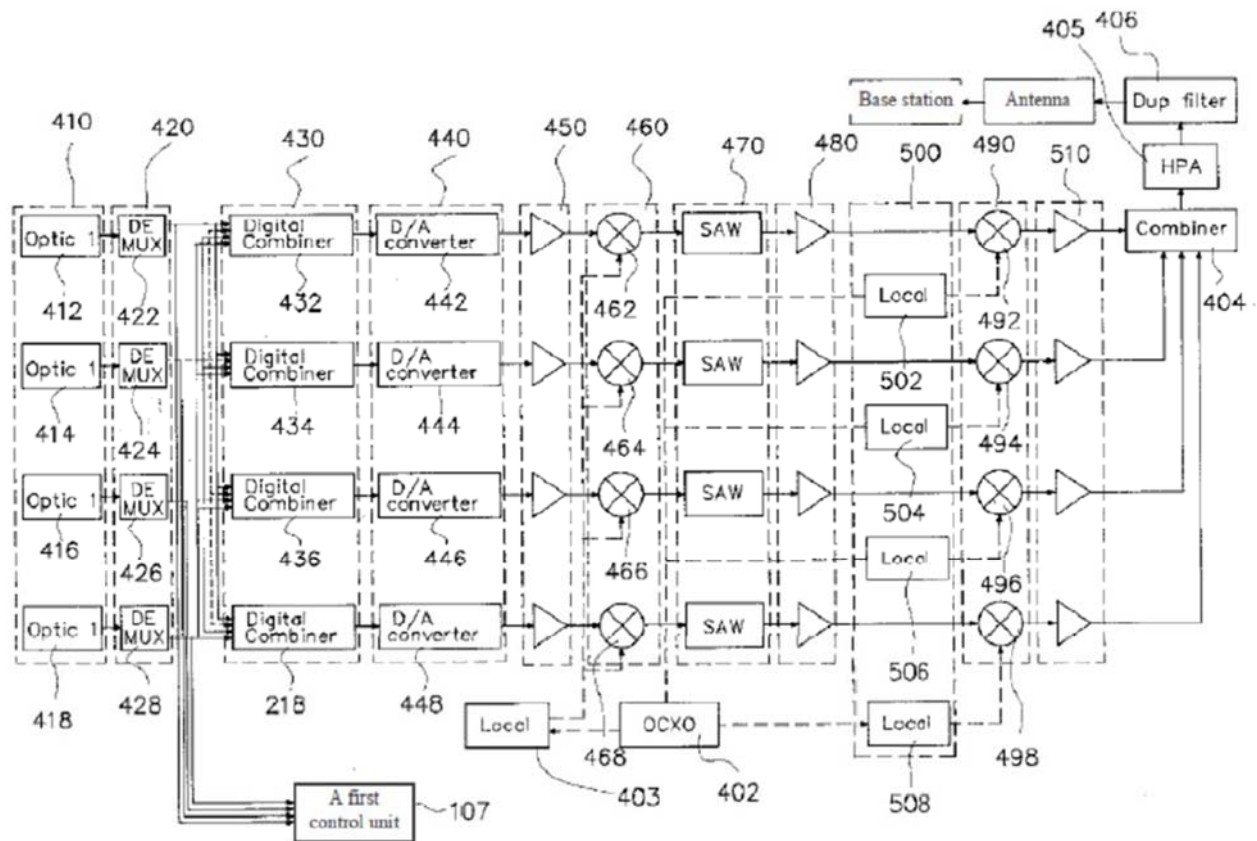 406
405
Base station
Antenna
Dup filter
410
420
430
440
450
460
470
480
500
490
510
HPA
Optic 1
DE
MUX
Digital
Combiner
D/A
converter
SAW
Combiner
412
422
432
442
462
Local
492
404
Optic 1
DE
MUX
Digital
Combiner
D/A
converter
SAW
502
414
424
434
444
464
Local
494
Optic 1
DE
MUX
Digital
Combiner
D/A
converter
SAW
504
416
426
436
446
466
Local
496
Optic 1
DE
MUX
Digital
Combiner
D/A
converter
SAW
506
418
428
218
448
Local
468
OCXO
Local
498
403
402
508
A first
control unit
107